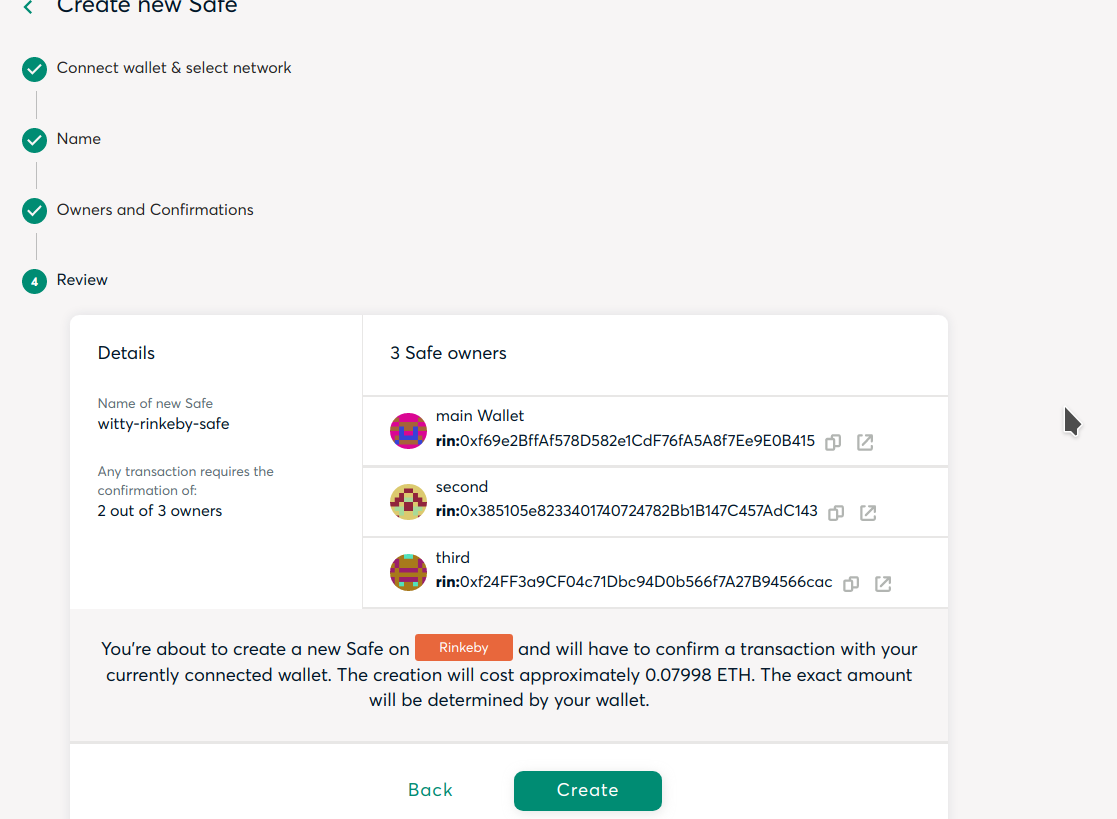 Create new Safe
Connect wallet & select network
Name
Owners and Confirmations
4
Review
Details
Name of new Safe
witty-rinkeby-safe
Any transaction requires the
confirmation of:
2 out of 3 owners
3 Safe owners
main Wallet
rin:0xf69e2BffAf578D582e1CdF76fA5A8f7Ee9E0B415
second
rin:0x385105e8233401740724782Bb1B147C457AdC143
third
rin:0xf24FF3a9CF04c71Dbc94D0b566f7A27B94566cac
You're about to create a new Safe on Rinkeby and will have to confirm a transaction with your
currently connected wallet. The creation will cost approximately 0.07998 ETH. The exact amount
will be determined by your wallet.
Back
Create